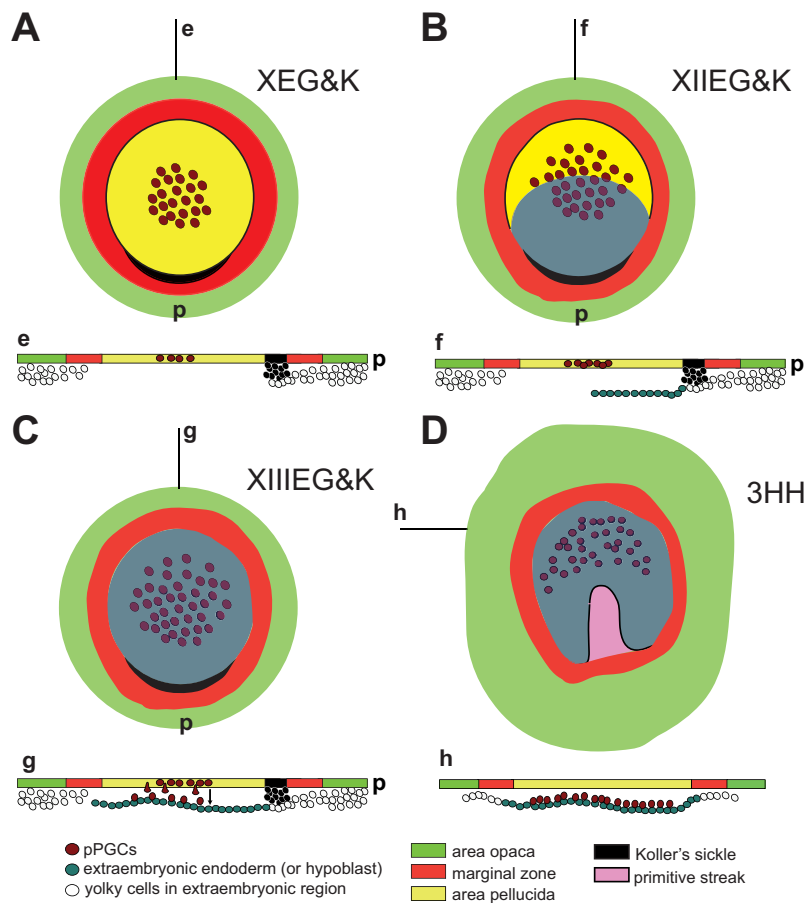 A
e
XEG&K
p
e
p
B
f
XIIEG&K
p
f
p
C
g
XIIIEG&K
p
g
p
D
h
3HH
h
pPGCs
extraembryonic endoderm (or hypoblast)
yolky cells in extraembryonic region
area opaca
marginal zone
area pellucida
Koller's sickle
primitive streak